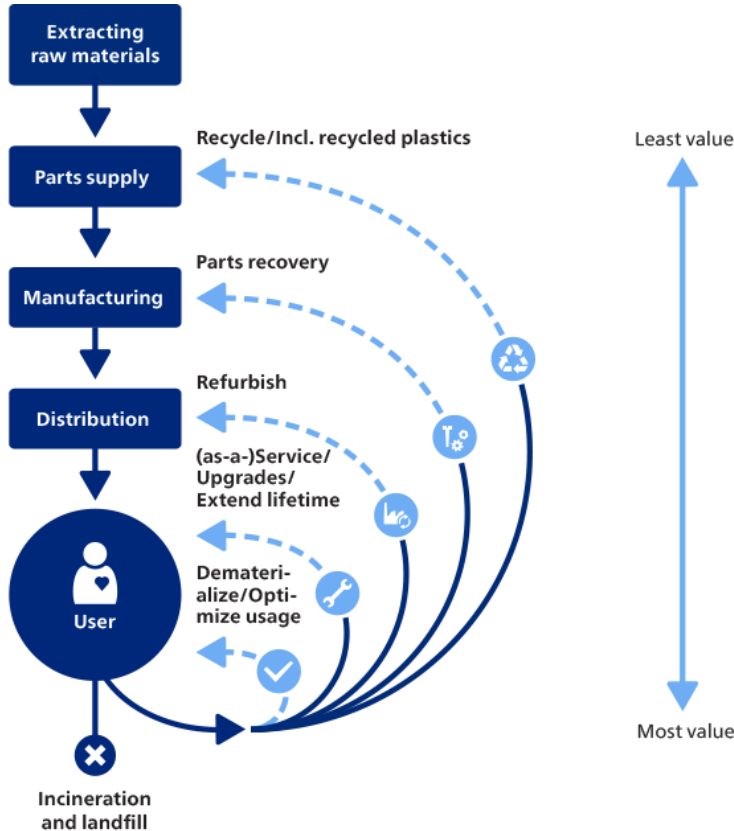 Extracting
raw materials
Recycle/Incl. recycled plastics
Least value
Parts supply
Parts recovery
Manufacturing
Refurbish
Distribution
(as-a-)Service/
Upgrades/
Extend lifetime
Demateri-
alize/Opti-
mize usage
User
Most value
Incineration
and landfill